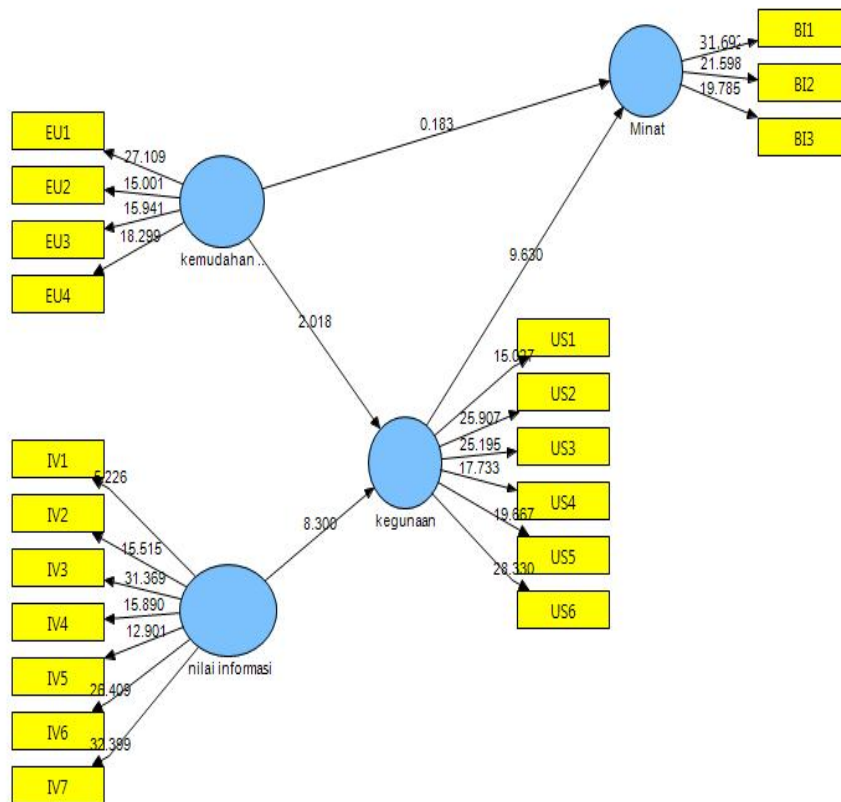 BI1
31.692
21.598
BI2
19.785
BI3
Minat
0.183
EU1
27.109
EU2
15.001
15.941
EU3
18.299
EU4
kemudahan ..
9.630
2.018
US1
15.027
US2
25.907
US3
25.195
17.733
US4
19.667
US5
28.330
US6
kegunaan
8.300
IV1
5.226
IV2
15.515
IV3
31.369
15.890
IV4
12.901
IV5
26.409
IV6
32.399
IV7
nilai informasi